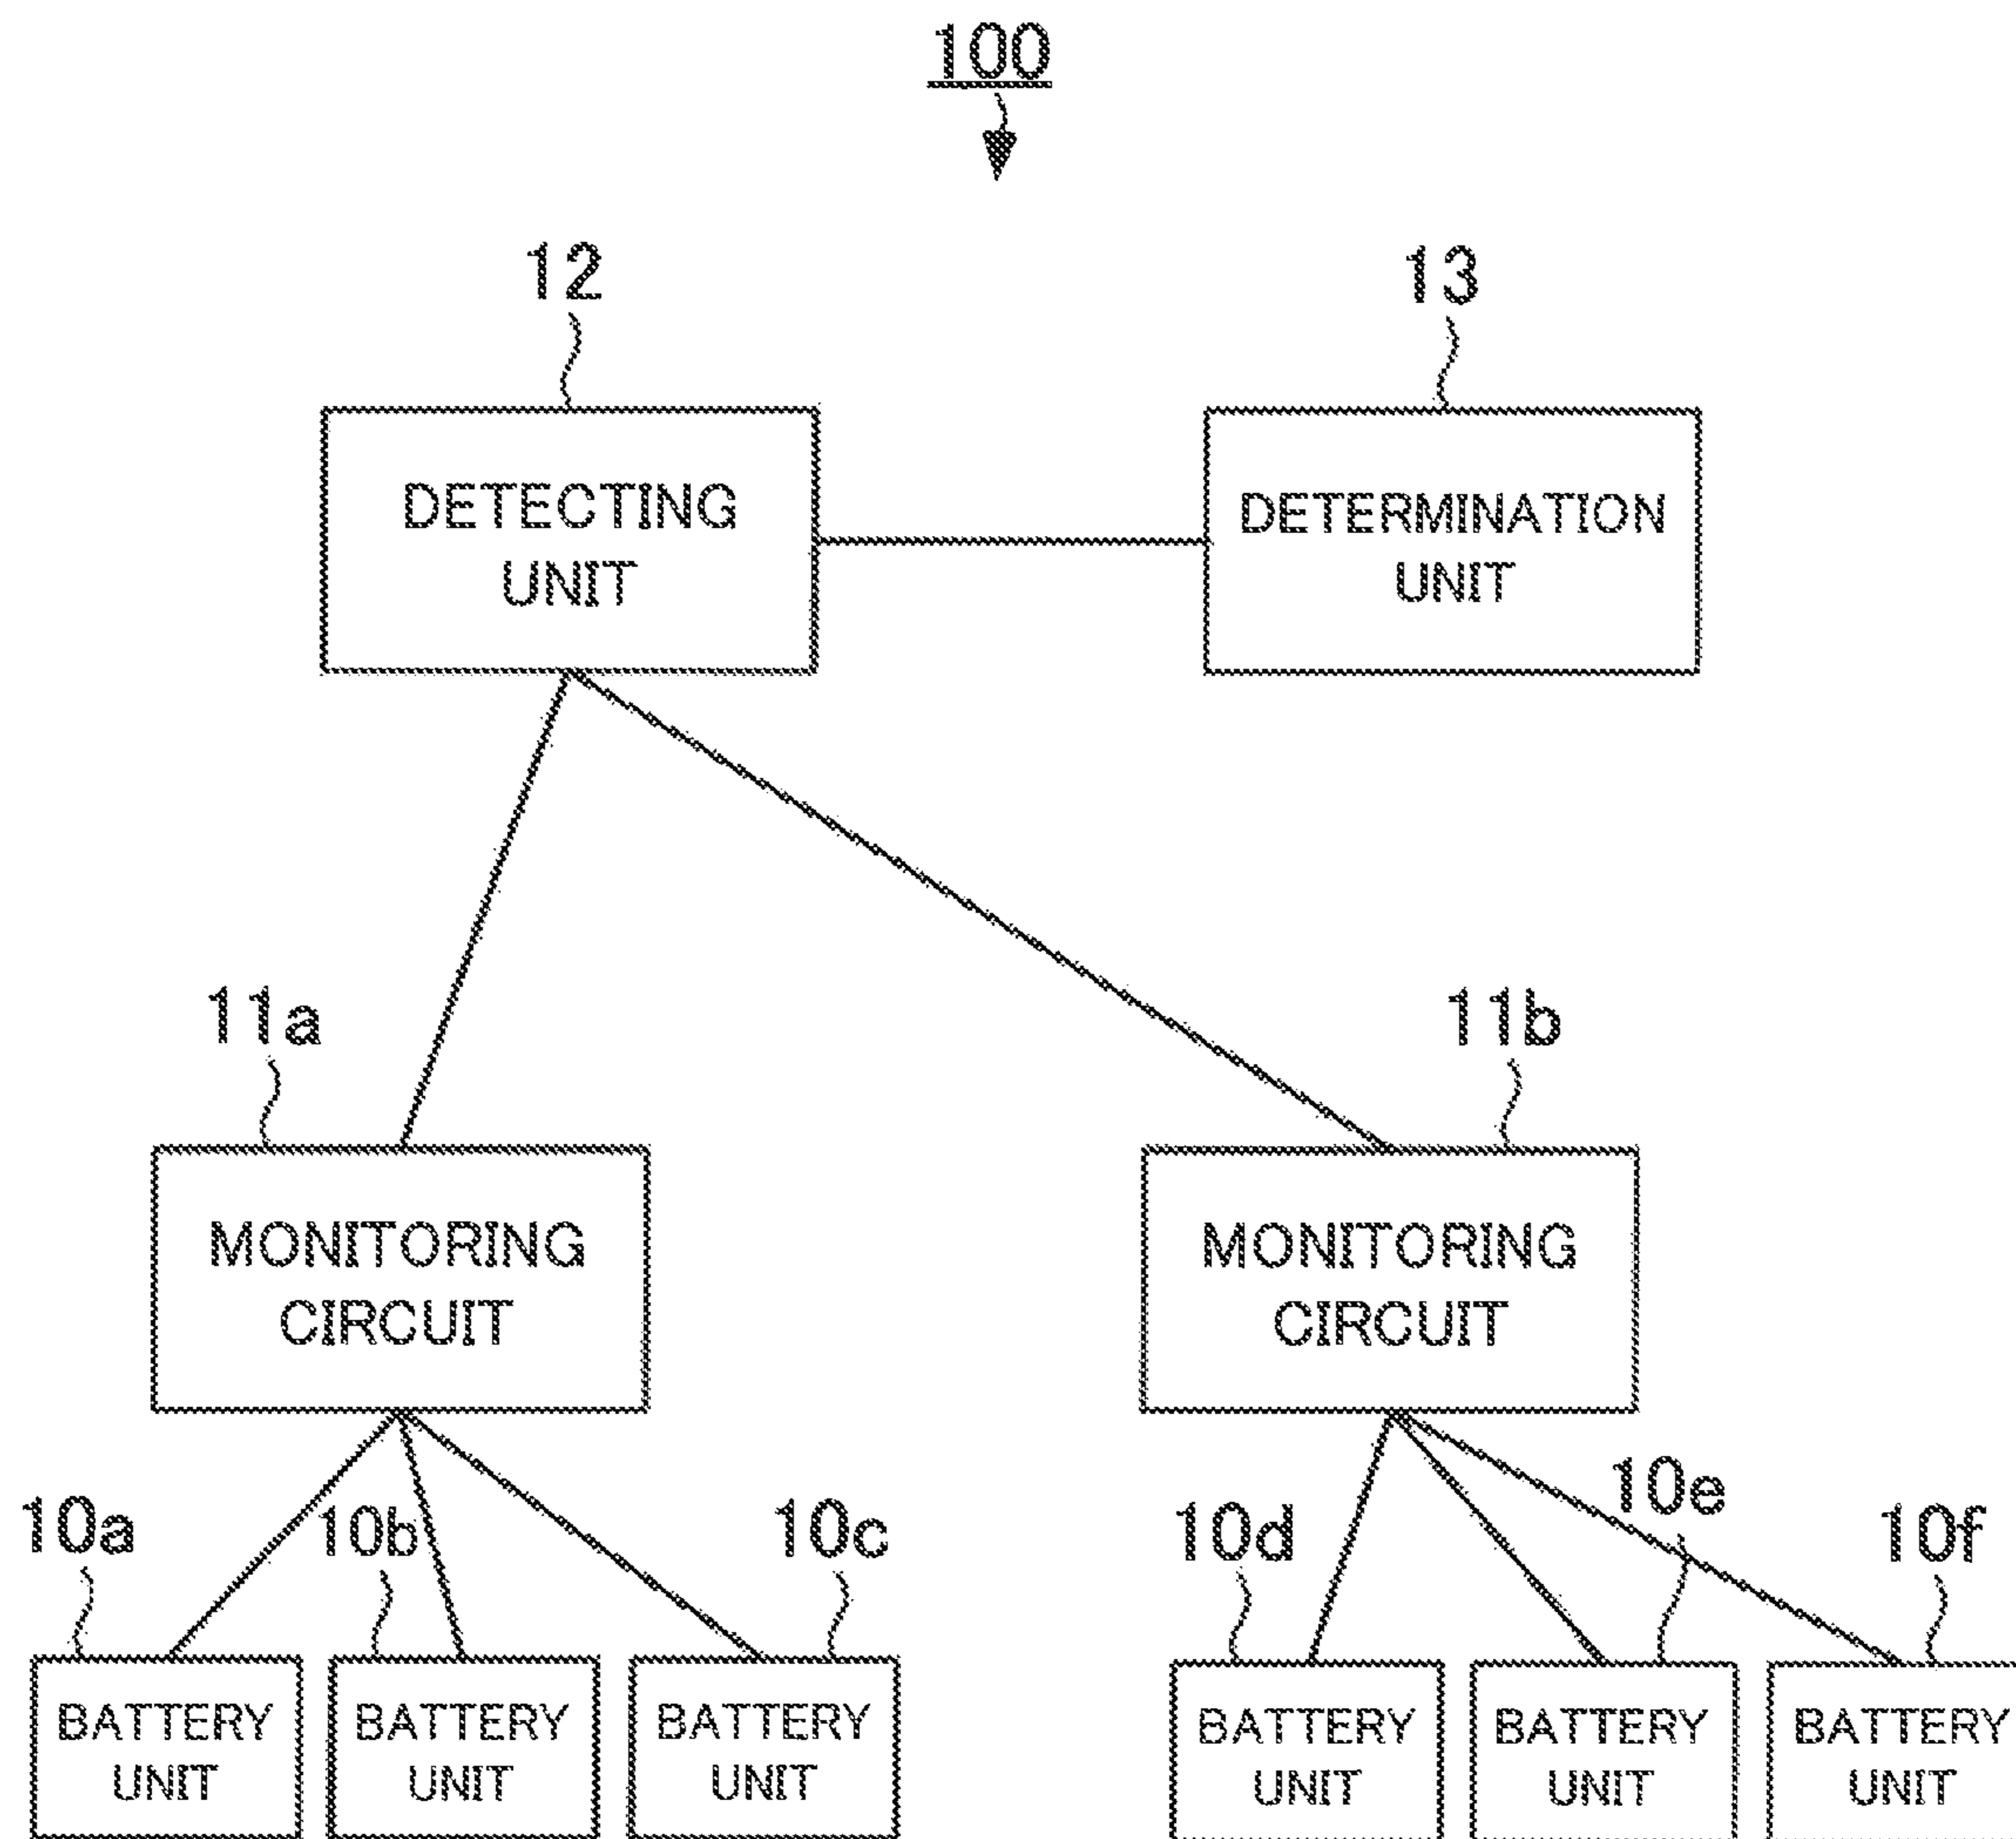 100
12
13
DETECTING
UNIT
DETERMINATION
UNIT
11a
11b
MONITORING
CIRCUIT
MONITORING
CIRCUIT
10a
10b
10c
10d
10e
10f
BATTERY
UNIT
BATTERY
UNIT
BATTERY
UNIT
BATTERY
UNIT
BATTERY
UNIT
BATTERY
UNIT